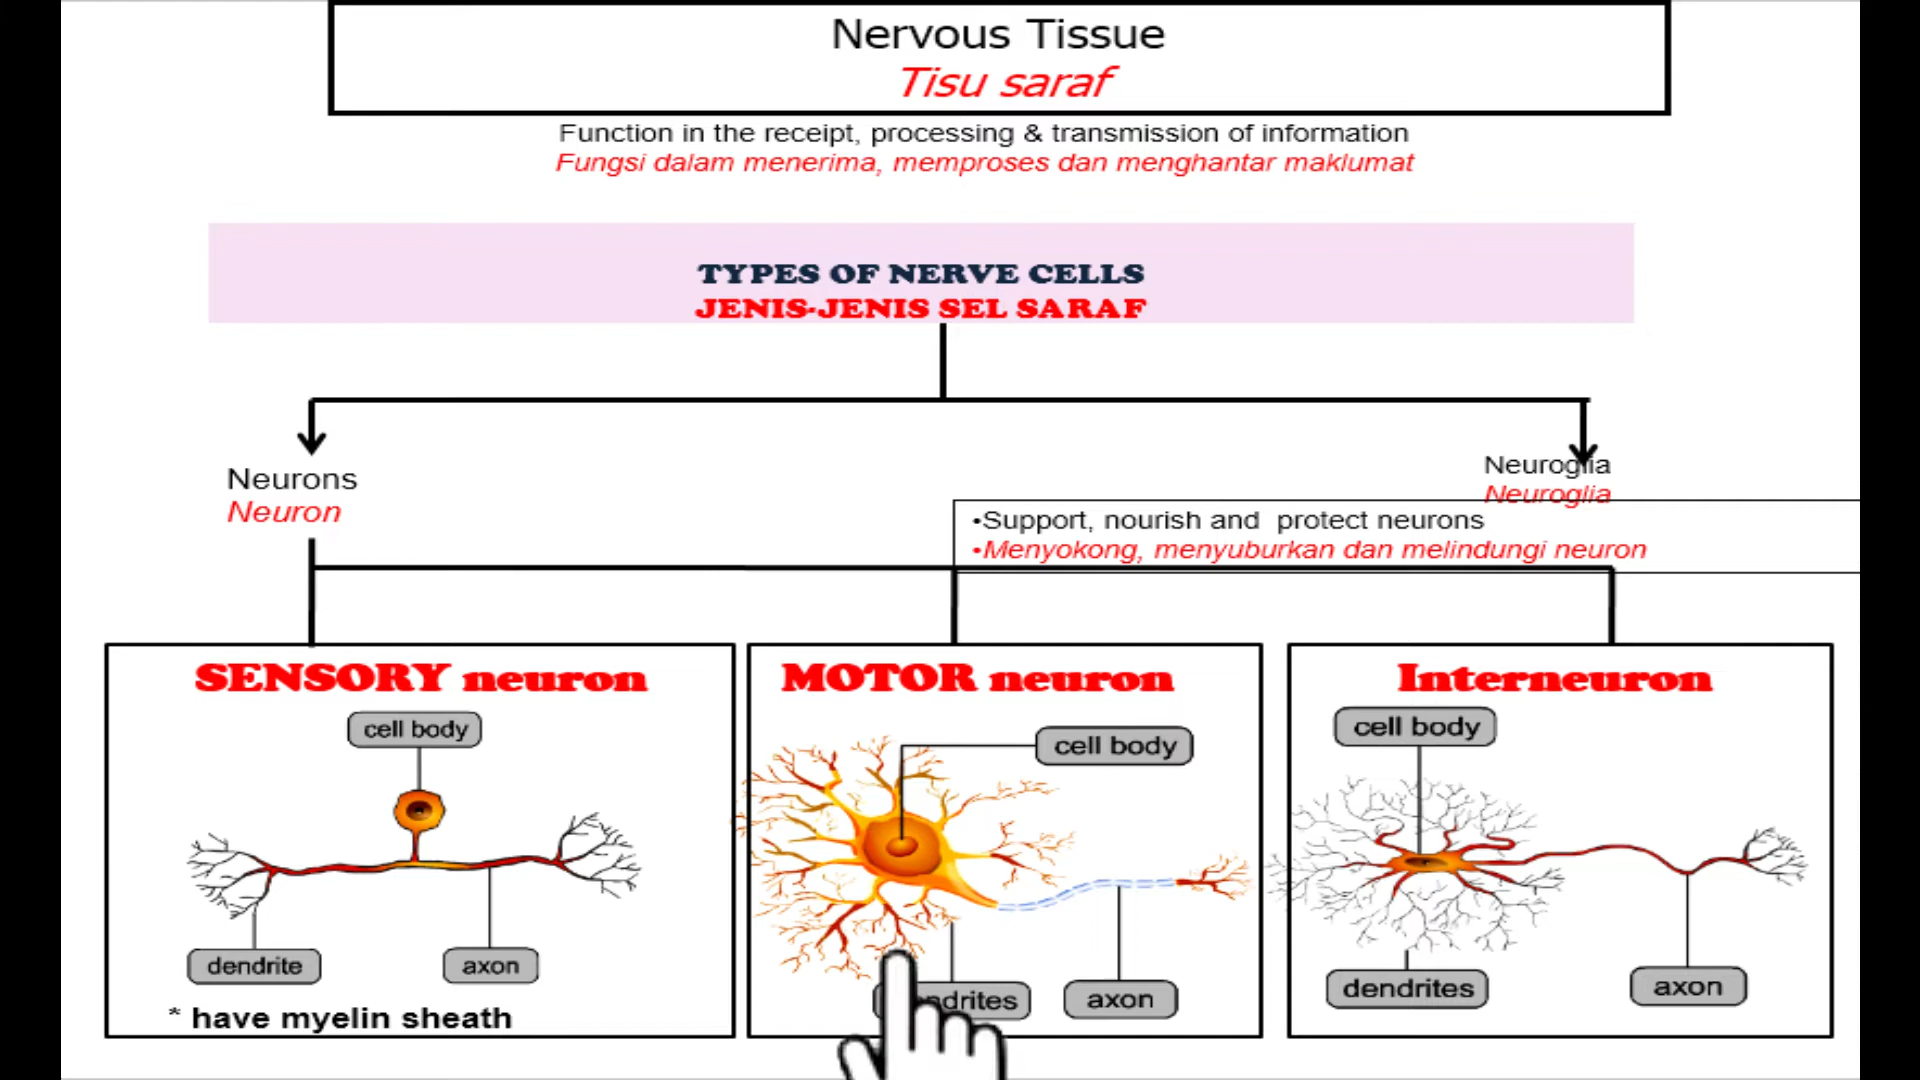 Nervous Tissue
Tisu saraf
Function in the receipt, processing & transmission of information
Fungsi dalam menerima, memproses dan menghantar maklumat
TYPES OF NERVE CELLS
JENIS-JENIS SEL SARAF
Neurons
Neuron
Neuroglia
Neuroglia
•Support, nourish and protect neurons
•Menyokong, menyuburkan dan melindungi neuron
SENSORY neuron
cell body
dendrite
axon
* have myelin sheath
MOTOR neuron
cell body
axon
Interneuron
cell body
dendrites
axon